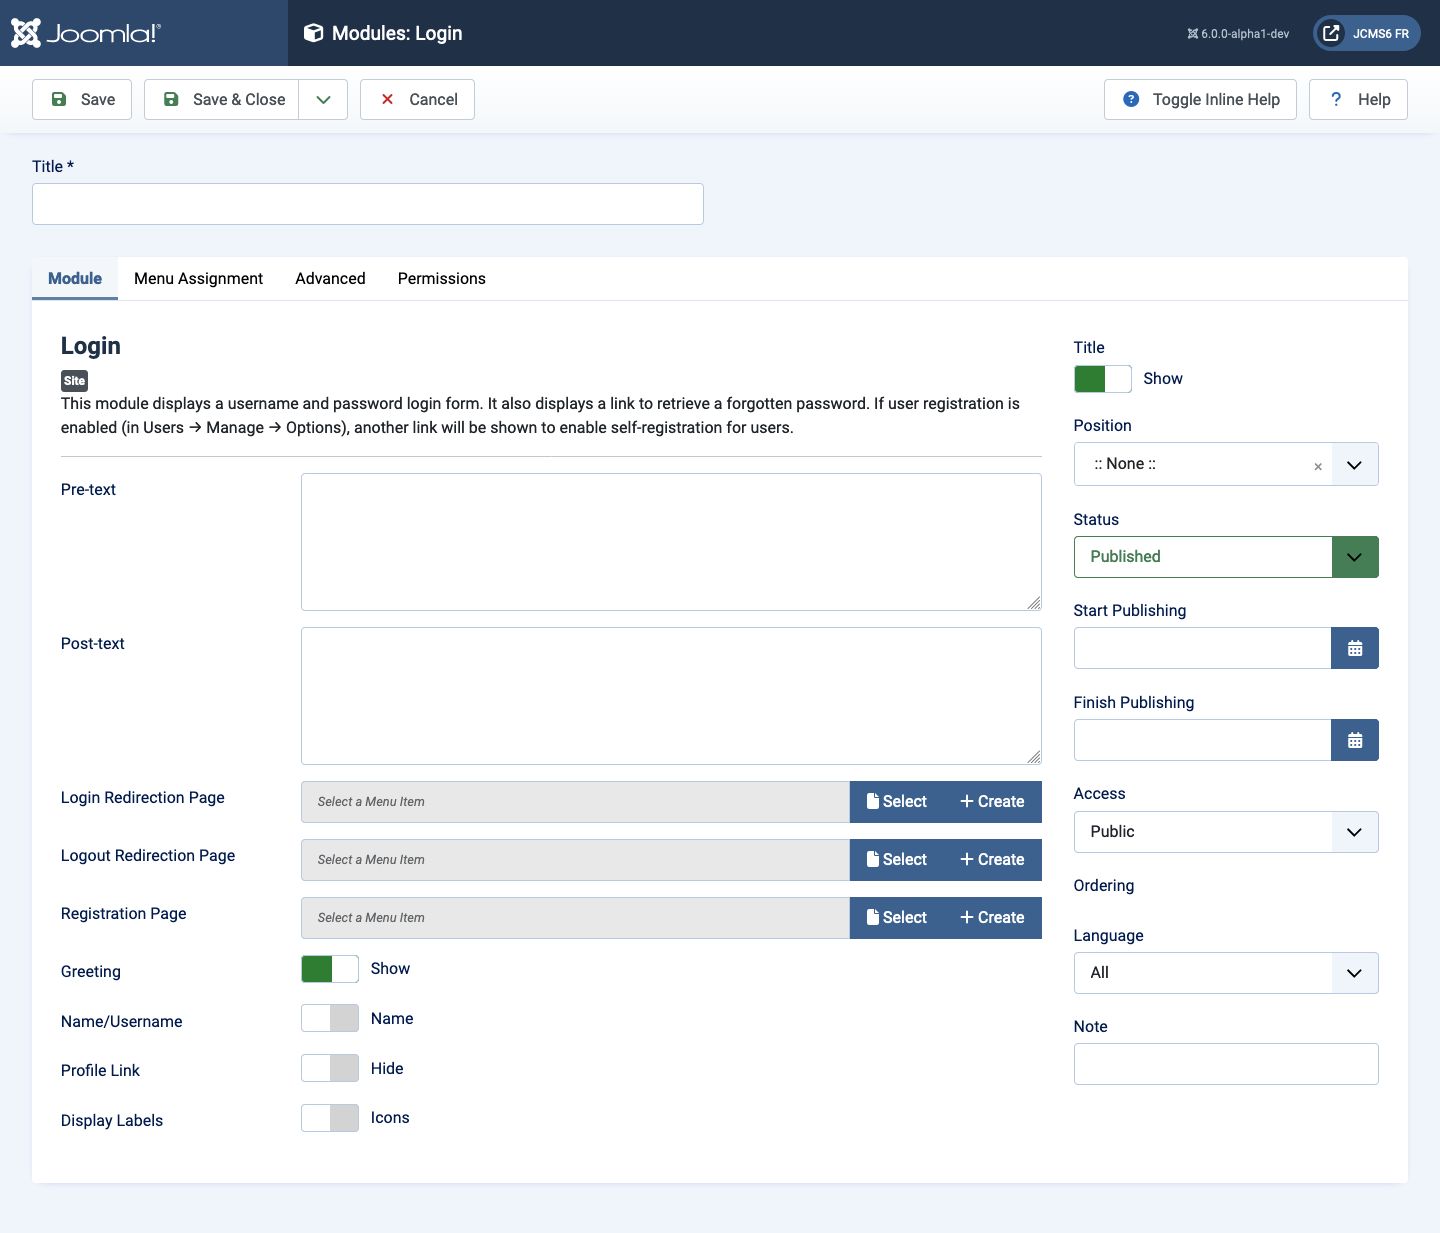 Joomla!®
Modules: Login
6.0.0-alpha1-dev
JCMS6 FR
Save
Save & Close
Cancel
Toggle Inline Help
? Help
Title *
Module
Menu Assignment
Advanced
Permissions
Login
Site
This module displays a username and password login form. It also displays a link to retrieve a forgotten password. If user registration is
enabled (in Users → Manage → Options), another link will be shown to enable self-registration for users.
Pre-text
Post-text
Login Redirection Page
Select a Menu Item
Select
+ Create
Logout Redirection Page
Select a Menu Item
Select
+ Create
Registration Page
Select a Menu Item
Select
+ Create
Greeting
Show
Name/Username
Name
Profile Link
Hide
Display Labels
Icons
Title
Show
Position
:: None ::
×
Status
Published
Start Publishing
Finish Publishing
Access
Public
Ordering
Language
All
Note